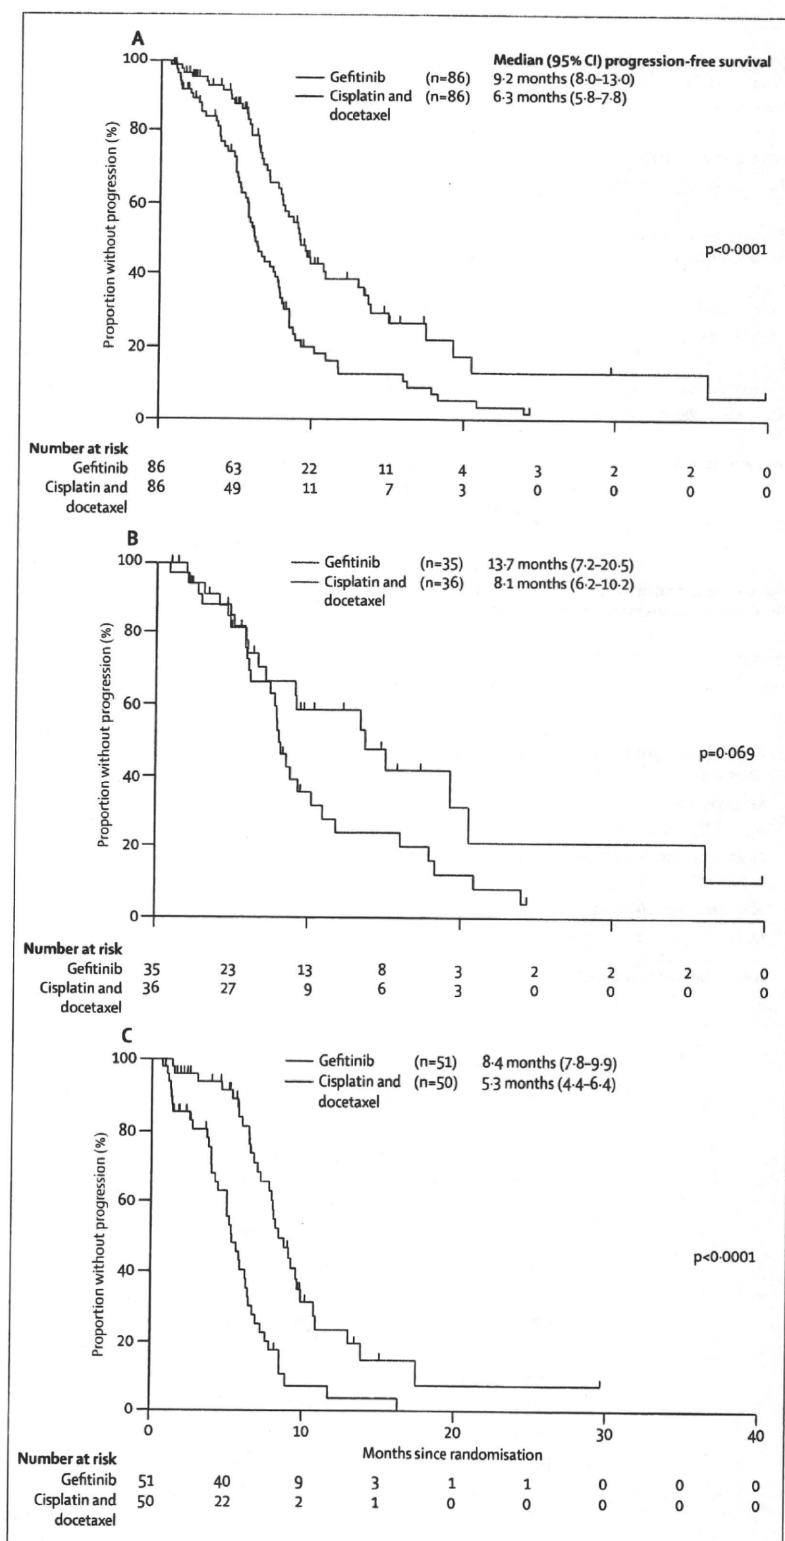 A
Median (95% CI) progression-free survival
Gefitinib (n=86) 9·2 months (8·0–13·0)
Cisplatin and (n=86) 6·3 months (5·8–7·8)
docetaxel
100
80
60
40
20
0
Proportion without progression (%)
p<0·0001
Number at risk
Gefitinib 86 63 22 11 4 3 2 2 0
Cisplatin and 86 49 11 7 3 0 0 0 0
docetaxel
B
Gefitinib (n=35) 13·7 months (7·2–20·5)
Cisplatin and (n=36) 8·1 months (6·2–10·2)
docetaxel
100
80
60
40
20
0
Proportion without progression (%)
p=0·069
Number at risk
Gefitinib 35 23 13 8 3 2 2 2 0
Cisplatin and 36 27 9 6 3 0 0 0 0
docetaxel
C
Gefitinib (n=51) 8·4 months (7·8–9·9)
Cisplatin and (n=50) 5·3 months (4·4–6·4)
docetaxel
100
80
60
40
20
0
Proportion without progression (%)
p<0·0001
0 10 20 30 40
Months since randomisation
Number at risk
Gefitinib 51 40 9 3 1 1 0 0 0
Cisplatin and 50 22 2 1 0 0 0 0 0
docetaxel